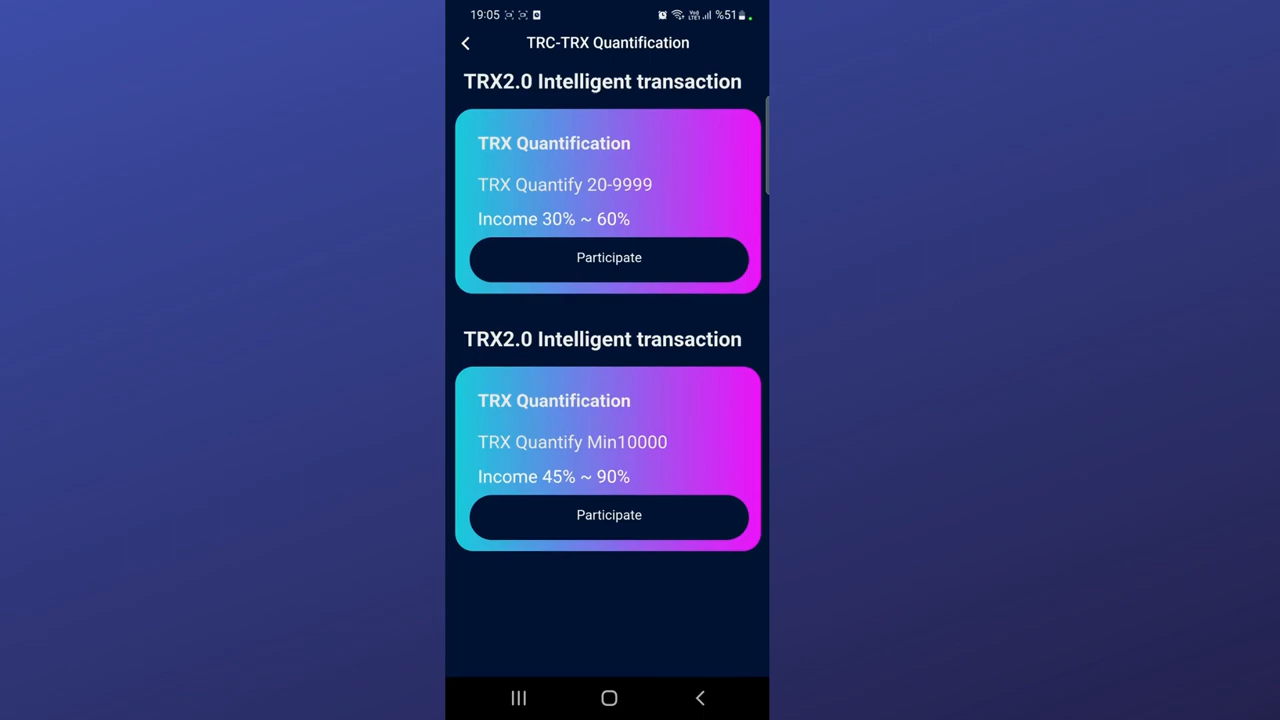 19:05 %51
TRC-TRX Quantification
TRX2.0 Intelligent transaction
TRX Quantification
TRX Quantify 20-9999
Income 30% ~ 60%
Participate
TRX2.0 Intelligent transaction
TRX Quantification
TRX Quantify Min10000
Income 45% ~ 90%
Participate